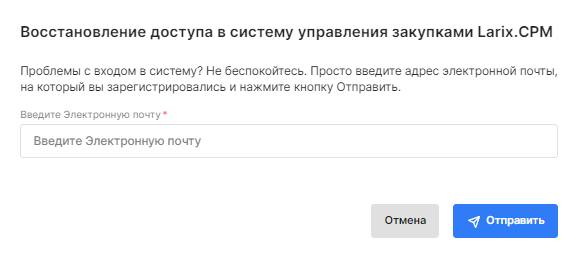 Восстановление доступа в систему управления закупками Larix.CPM
Проблемы с входом в систему? Не беспокойтесь. Просто введите адрес электронной почты,
на который вы зарегистрировались и нажмите кнопку Отправить.
Введите Электронную почту *
Введите Электронную почту
Отмена
Отправить